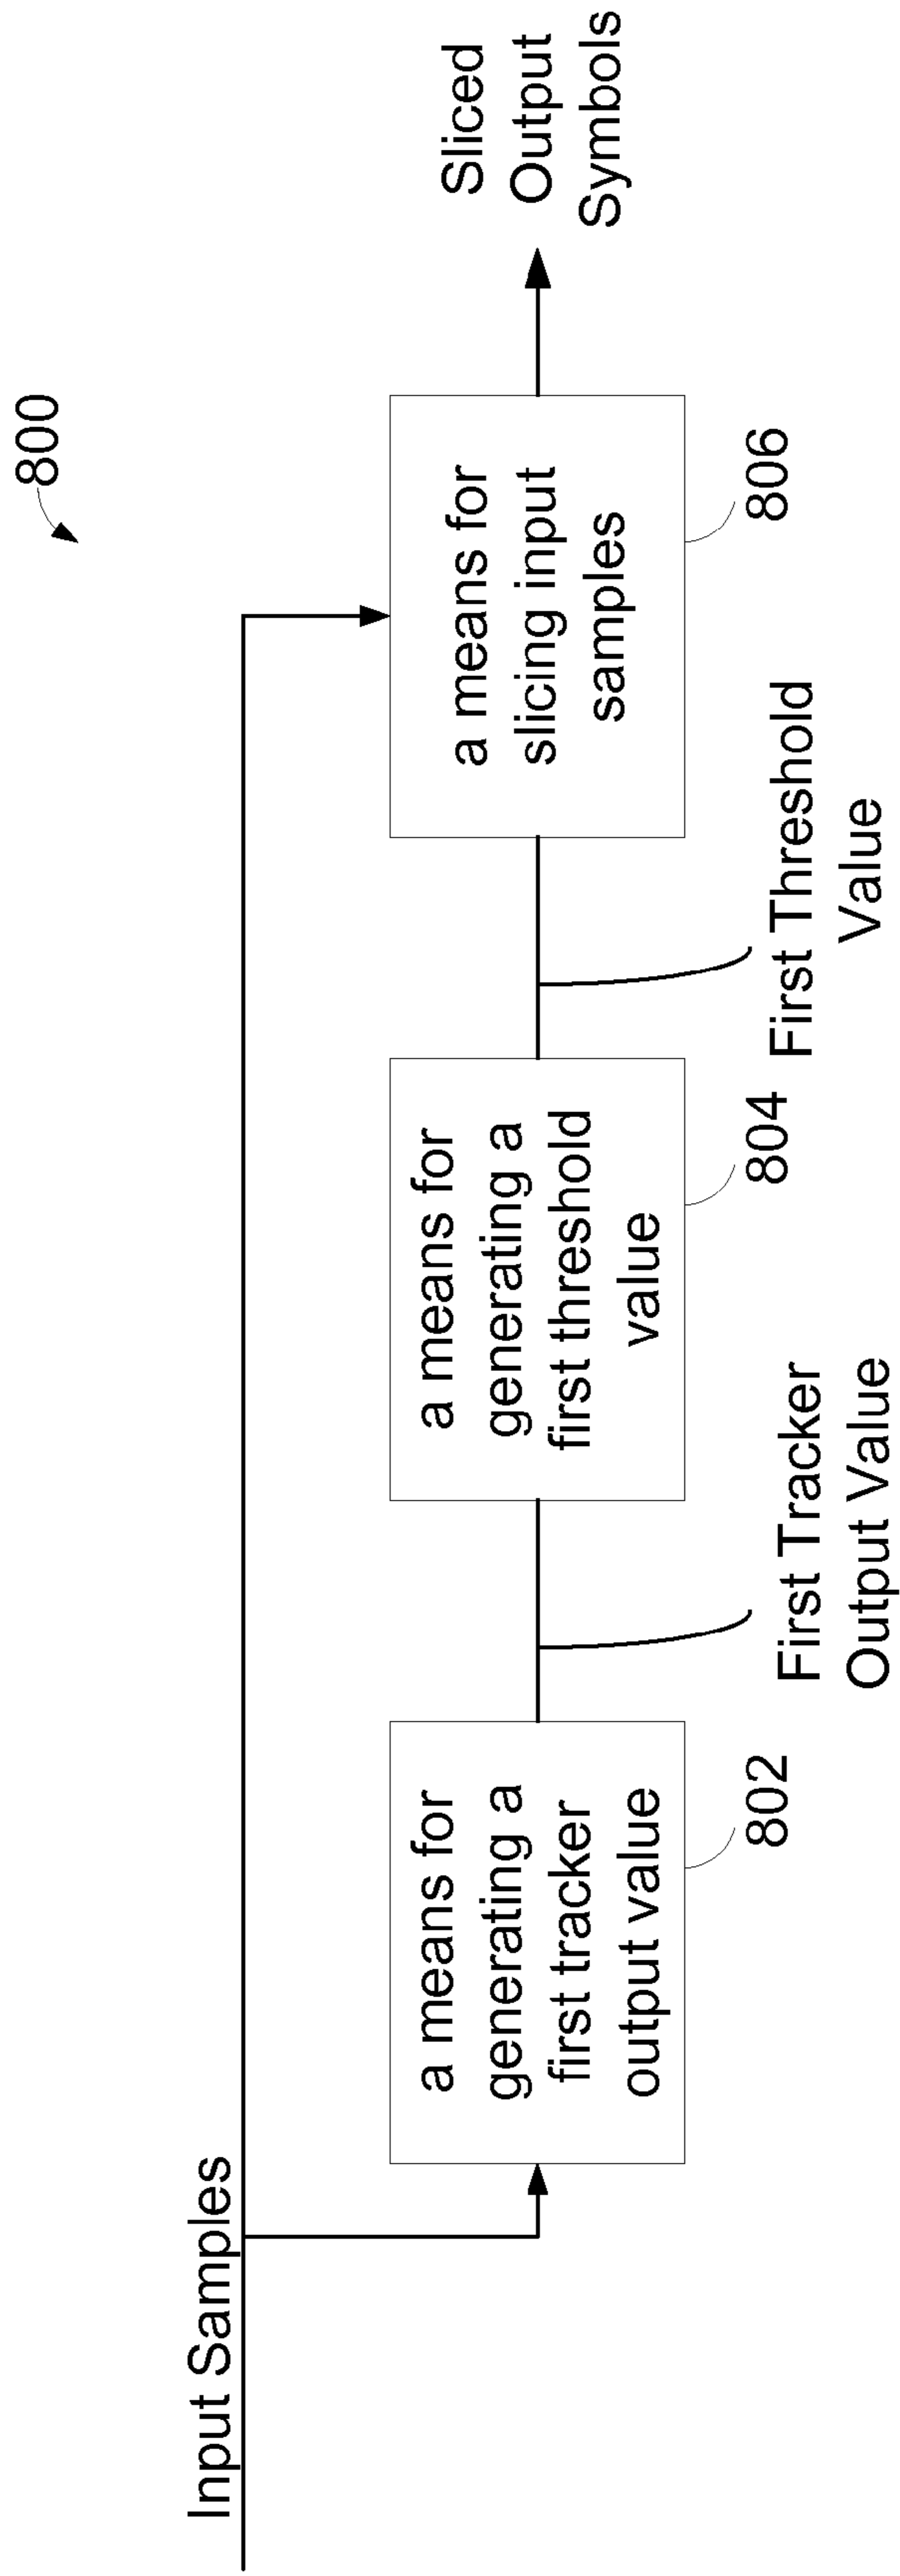 800
Input Samples
a means for
generating a
first tracker
output value
802
First Tracker
Output Value
a means for
generating a
first threshold
value
804
First Threshold
Value
a means for
slicing input
samples
806
Sliced
Output
Symbols